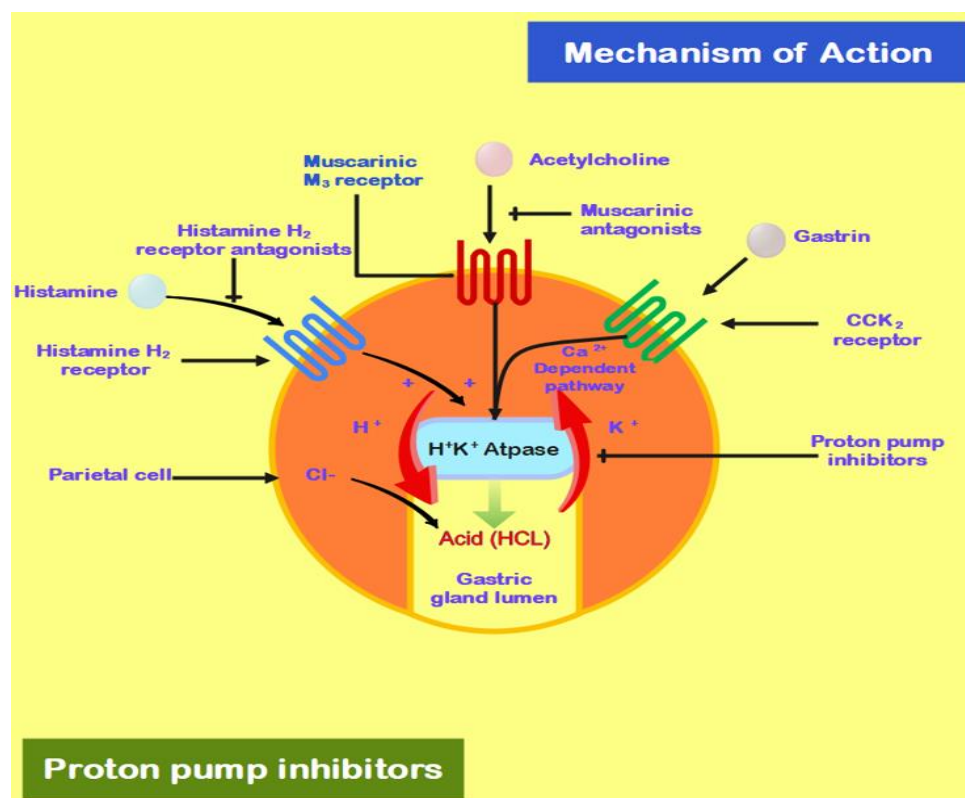 Mechanism of Action
Acetylcholine
Muscarinic
M₃ receptor
Muscarinic
antagonists
Histamine H₂
receptor antagonists
Gastrin
Histamine
CCK₂
receptor
Histamine H₂
receptor
Ca ²⁺
Dependent
pathway
+
+
H⁺
K⁺
H⁺K⁺ Atpase
Proton pump
inhibitors
Parietal cell
Cl-
Acid (HCL)
Gastric
gland lumen
Proton pump inhibitors